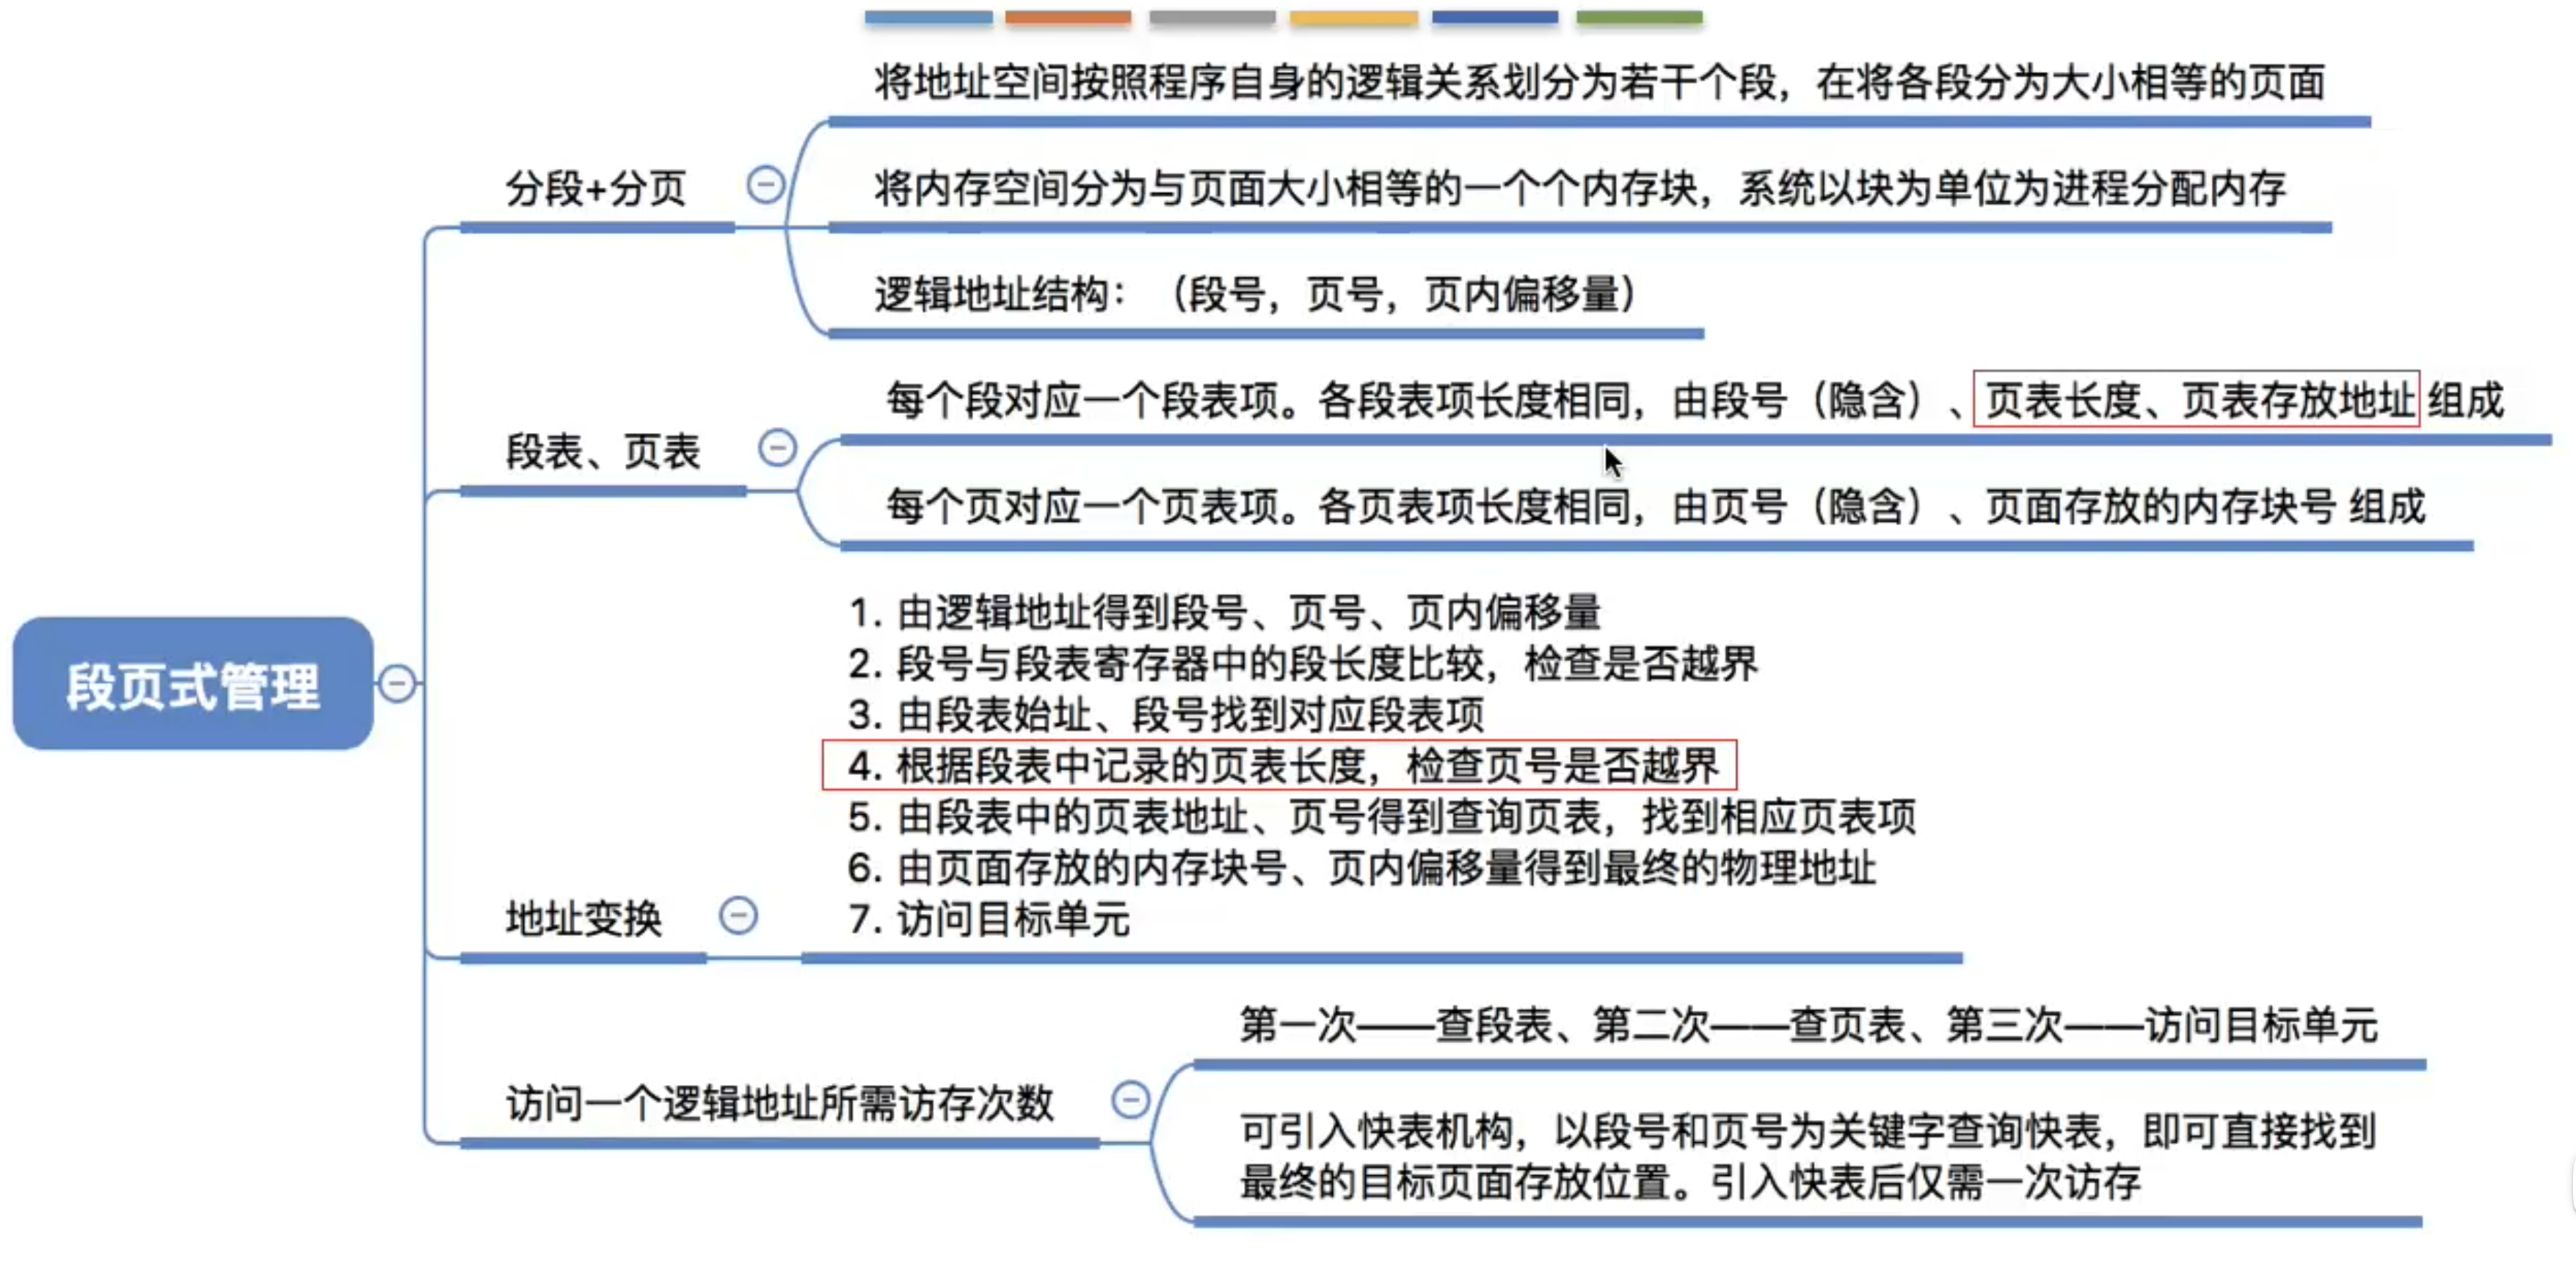 将地址空间按照程序自身的逻辑关系划分为若干个段，在将各段分为大小相等的页面
分段+分页
将内存空间分为与页面大小相等的一个个内存块，系统以块为单位为进程分配内存
逻辑地址结构：（段号，页号，页内偏移量）
每个段对应一个段表项。各段表项长度相同，由段号（隐含）、页表长度、页表存放地址 组成
段表、页表
每个页对应一个页表项。各页表项长度相同，由页号（隐含）、页面存放的内存块号 组成
段页式管理
1. 由逻辑地址得到段号、页号、页内偏移量
2. 段号与段表寄存器中的段长度比较，检查是否越界
3. 由段表始址、段号找到对应段表项
4. 根据段表中记录的页表长度，检查页号是否越界
5. 由段表中的页表地址、页号得到查询页表，找到相应页表项
6. 由页面存放的内存块号、页内偏移量得到最终的物理地址
7. 访问目标单元
地址变换
第一次——查段表、第二次——查页表、第三次——访问目标单元
访问一个逻辑地址所需访存次数
可引入快表机构，以段号和页号为关键字查询快表，即可直接找到
最终的目标页面存放位置。引入快表后仅需一次访存